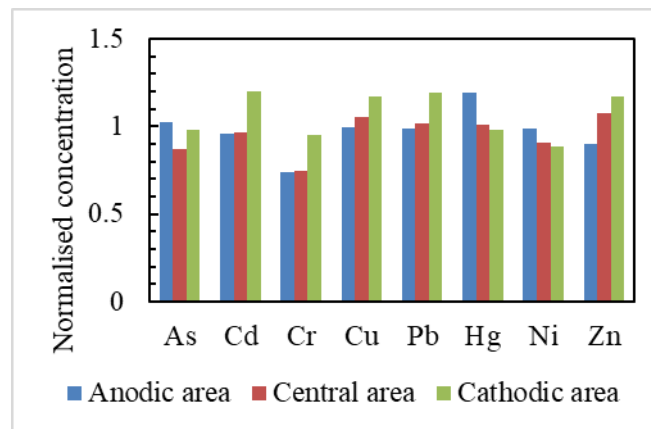 Normalised concentration
1.5
1
0.5
0
As Cd Cr Cu Pb Hg Ni Zn
Anodic area Central area Cathodic area